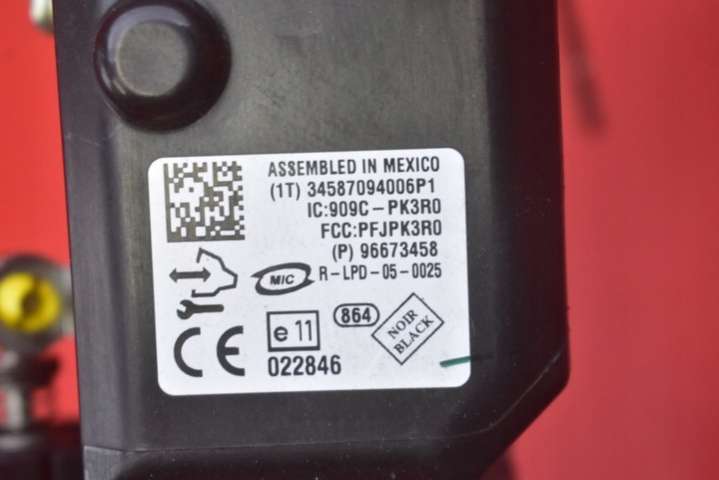 ASSEMBLED IN MEXICO
(1T) 34587094006P1
IC:909C-PK3R0
FCC:PFJPK3R0
(P) 96673458
MIC R-LPD-05-0025
864
NOIR
BLACK
CE e 11
022846